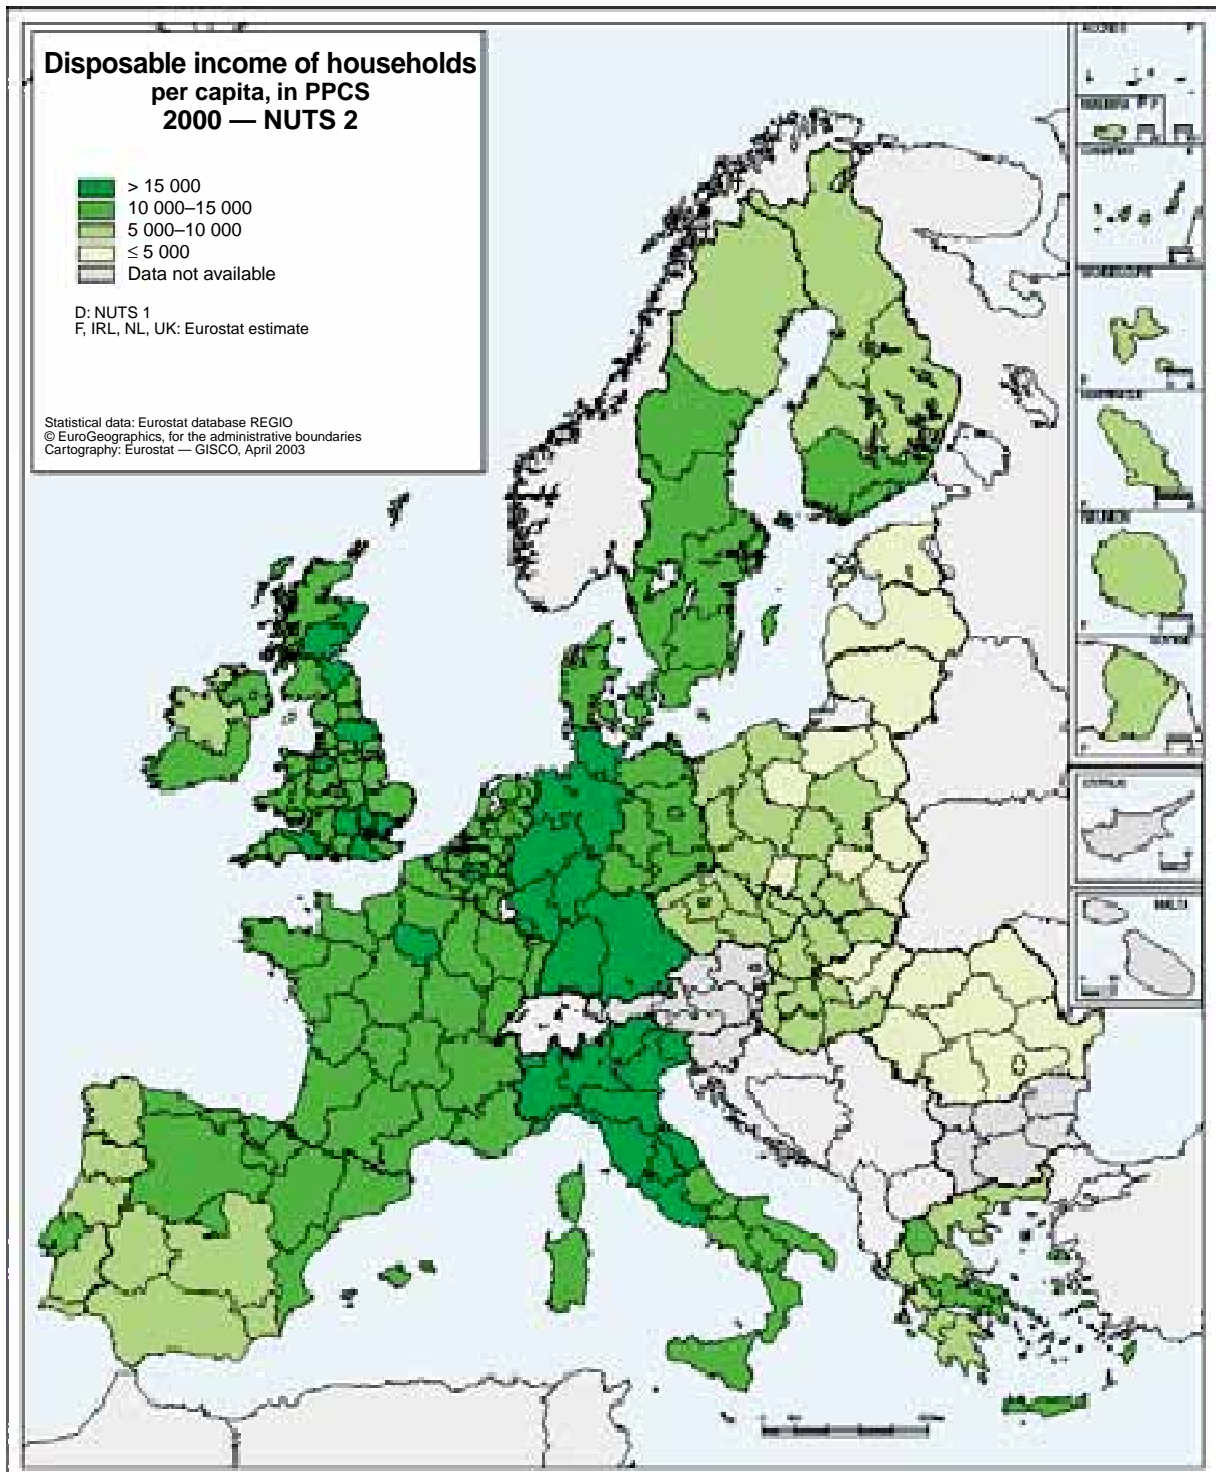 Disposable income of households
per capita, in PPCS
2000 — NUTS 2
> 15 000
10 000–15 000
5 000–10 000
≤ 5 000
Data not available
D: NUTS 1
F, IRL, NL, UK: Eurostat estimate
Statistical data: Eurostat database REGIO
© EuroGeographics, for the administrative boundaries
Cartography: Eurostat — GISCO, April 2003